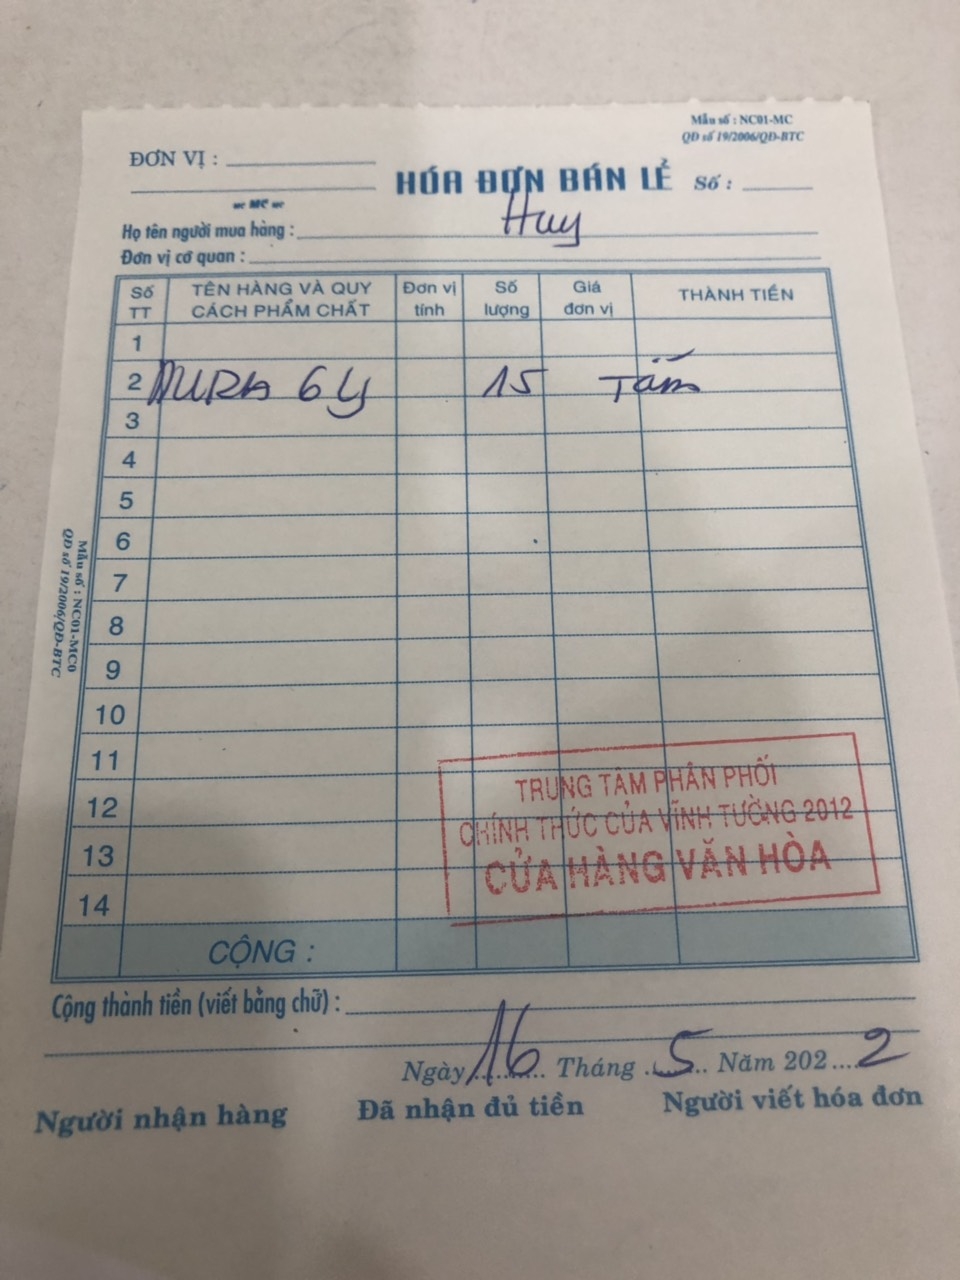 Mẫu số : NC01-MC
QĐ số 19/2006/QĐ-BTC
ĐƠN VỊ :
HÓA ĐƠN BÁN LẺ Số :
MC
Họ tên người mua hàng : Huy
Đơn vị cơ quan :
Số TT TÊN HÀNG VÀ QUY CÁCH PHẨM CHẤT Đơn vị tính Số lượng Giá đơn vị THÀNH TIỀN
1
2 DURA 6 ly 15 Tấm
3
4
5
6
7
8
9
10
11
12
13
14
TRUNG TÂM PHÂN PHỐI
CHÍNH THỨC CỦA VĨNH TƯỜNG 2012
CỬA HÀNG VĂN HÒA
CỘNG :
Cộng thành tiền (viết bằng chữ) :
Ngày 16 Tháng 5 Năm 2022
Người nhận hàng Đã nhận đủ tiền Người viết hóa đơn
Mẫu số : NC01-MC0
QĐ số 19/2006/QĐ-BTC